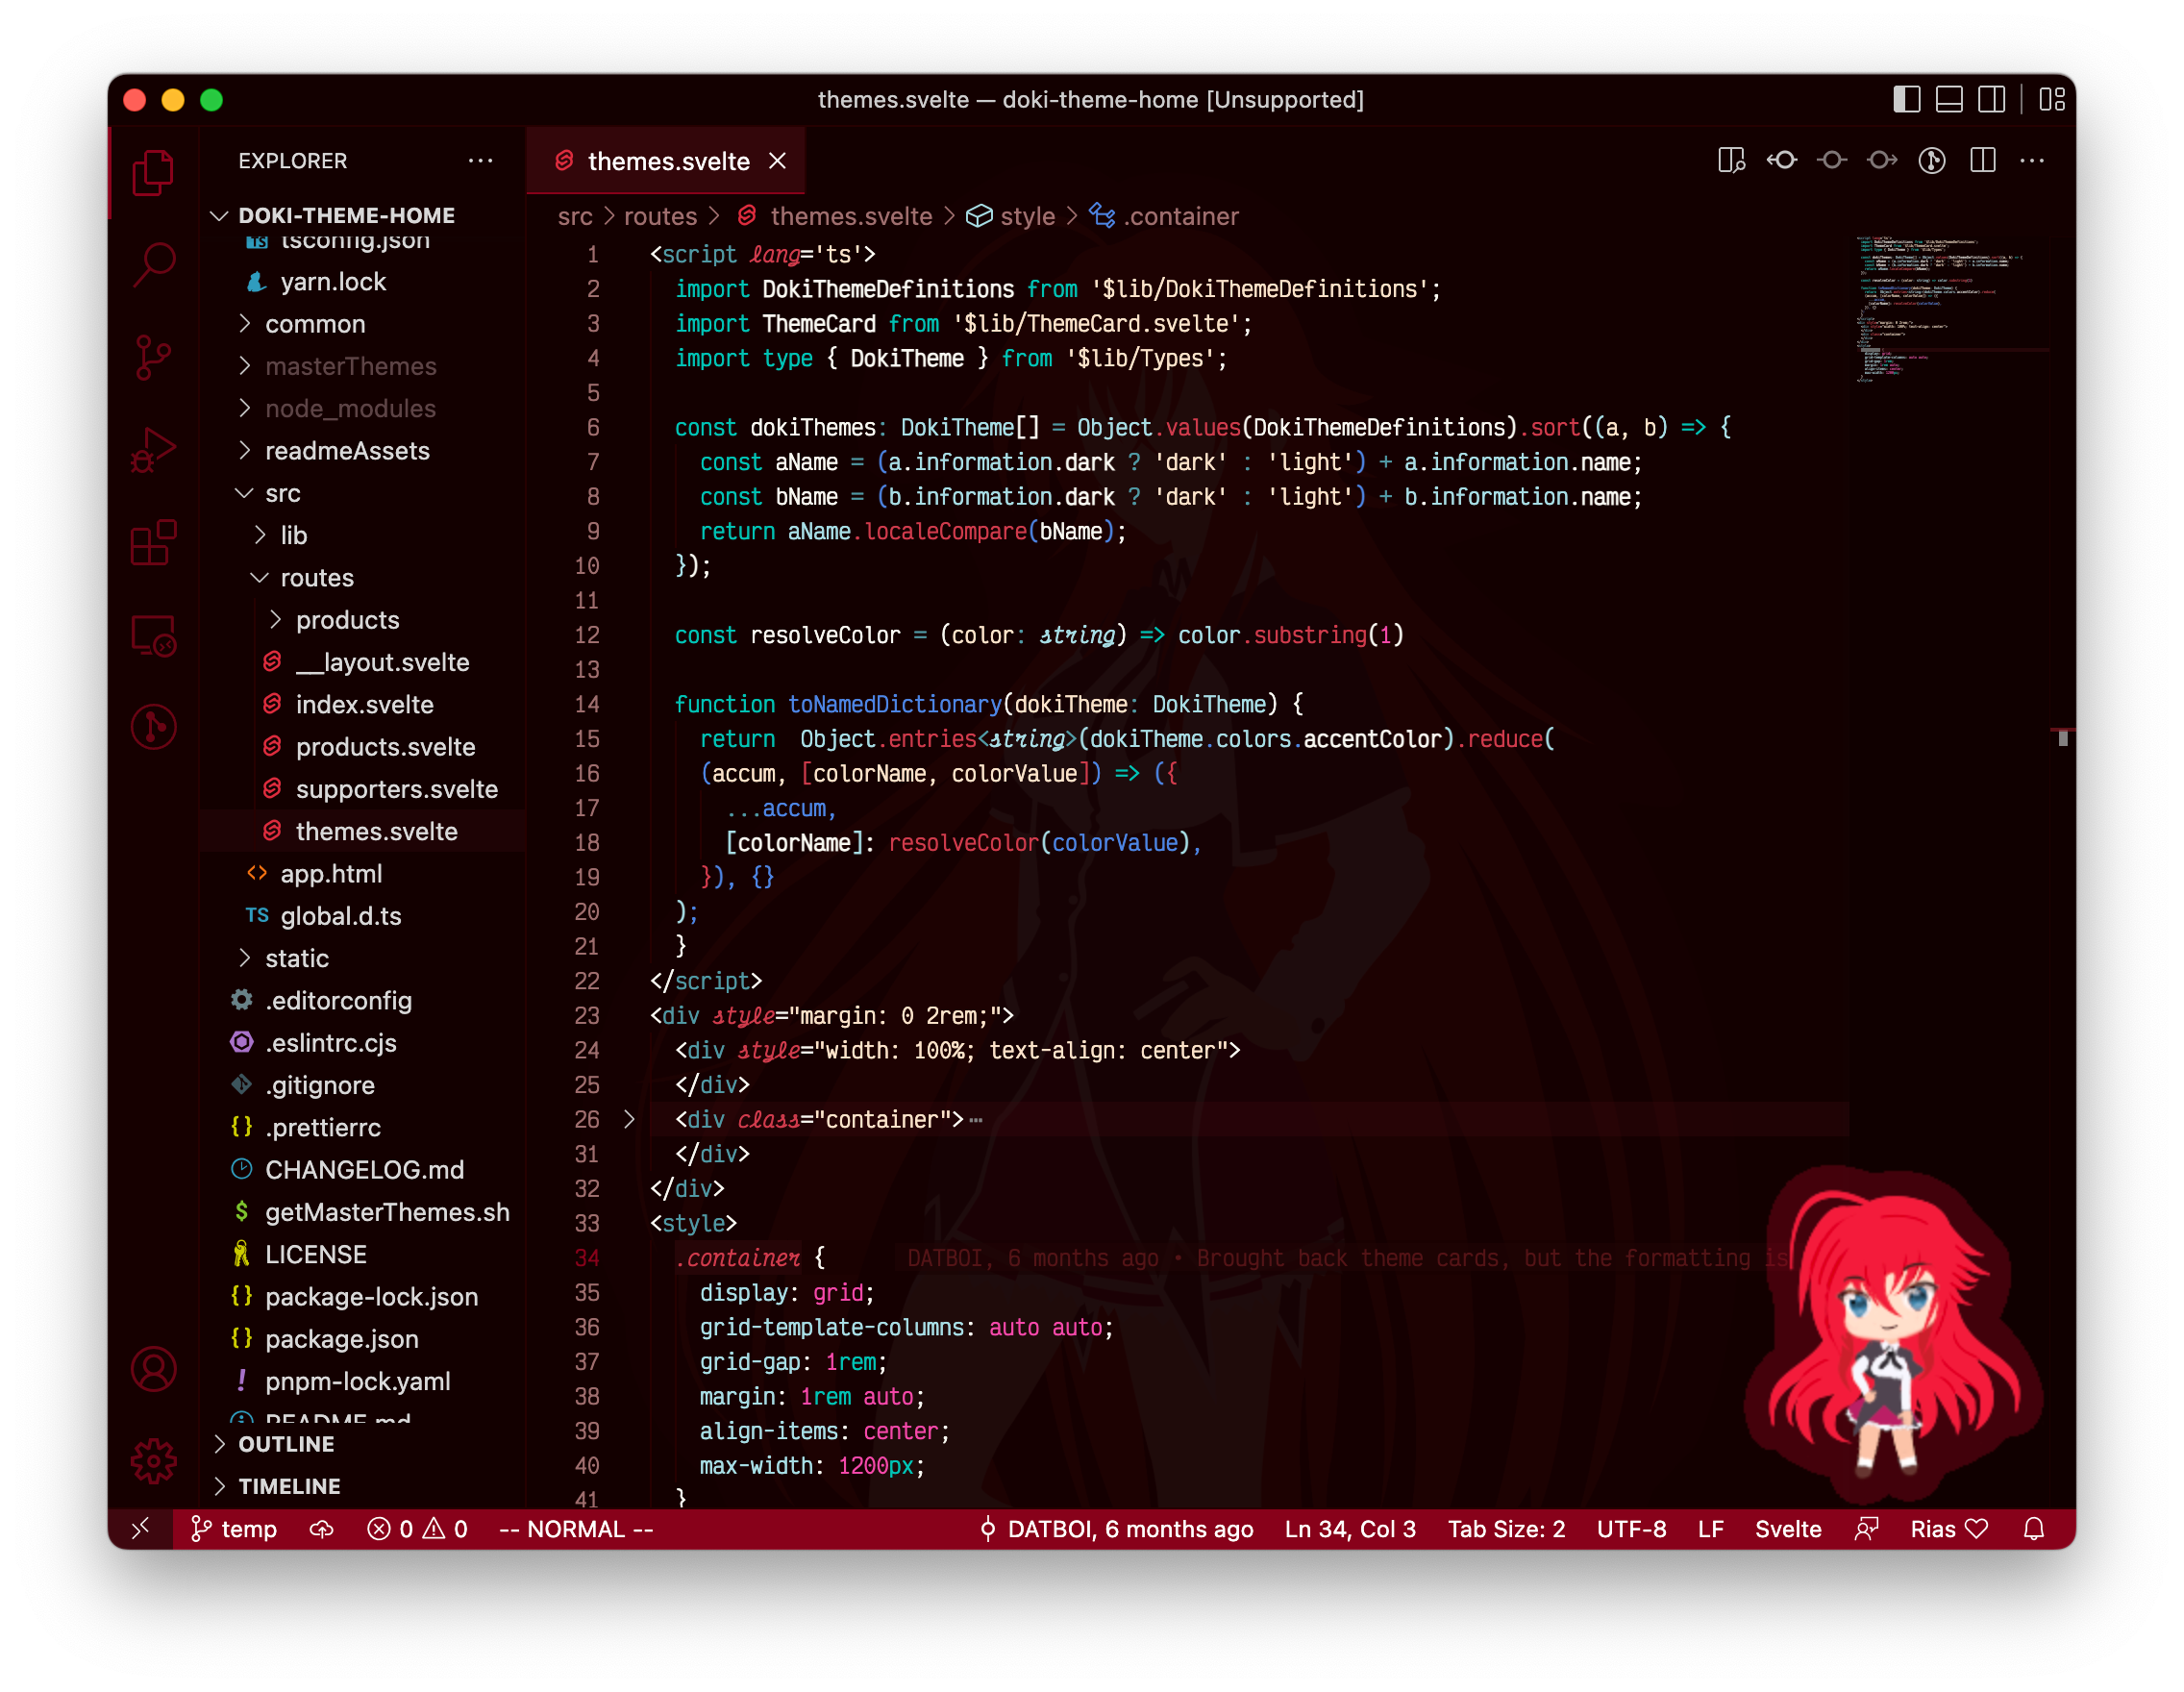 themes.svelte — doki-theme-home [Unsupported]
EXPLORER
DOKI-THEME-HOME
tsconfig.json
yarn.lock
common
masterThemes
node_modules
readmeAssets
src
lib
routes
products
__layout.svelte
index.svelte
products.svelte
supporters.svelte
themes.svelte
app.html
TS global.d.ts
static
.editorconfig
.eslintrc.cjs
.gitignore
{} .prettierrc
CHANGELOG.md
$ getMasterThemes.sh
LICENSE
{} package-lock.json
{} package.json
! pnpm-lock.yaml
README.md
OUTLINE
TIMELINE
themes.svelte
src > routes > themes.svelte > style > .container
1 <script lang='ts'>
2 import DokiThemeDefinitions from '$lib/DokiThemeDefinitions';
3 import ThemeCard from '$lib/ThemeCard.svelte';
4 import type { DokiTheme } from '$lib/Types';
5
6 const dokiThemes: DokiTheme[] = Object.values(DokiThemeDefinitions).sort((a, b) => {
7 const aName = (a.information.dark ? 'dark' : 'light') + a.information.name;
8 const bName = (b.information.dark ? 'dark' : 'light') + b.information.name;
9 return aName.localeCompare(bName);
10 });
11
12 const resolveColor = (color: string) => color.substring(1)
13
14 function toNamedDictionary(dokiTheme: DokiTheme) {
15 return  Object.entries<string>(dokiTheme.colors.accentColor).reduce(
16 (accum, [colorName, colorValue]) => ({
17 ...accum,
18 [colorName]: resolveColor(colorValue),
19 }), {}
20 );
21 }
22 </script>
23 <div style="margin: 0 2rem;">
24 <div style="width: 100%; text-align: center">
25 </div>
26 > <div class="container">⋯
31 </div>
32 </div>
33 <style>
34 .container { DATBOI, 6 months ago • Brought back theme cards, but the formatting is
35 display: grid;
36 grid-template-columns: auto auto;
37 grid-gap: 1rem;
38 margin: 1rem auto;
39 align-items: center;
40 max-width: 1200px;
41 }
temp 0 0 -- NORMAL -- DATBOI, 6 months ago Ln 34, Col 3 Tab Size: 2 UTF-8 LF Svelte Rias ♡